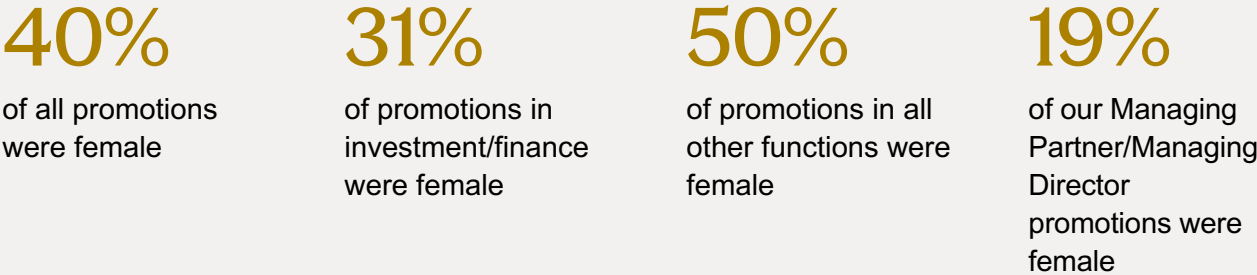 40%
of all promotions
were female
31%
of promotions in
investment/finance
were female
50%
of promotions in all
other functions were
female
19%
of our Managing
Partner/Managing
Director
promotions were
female